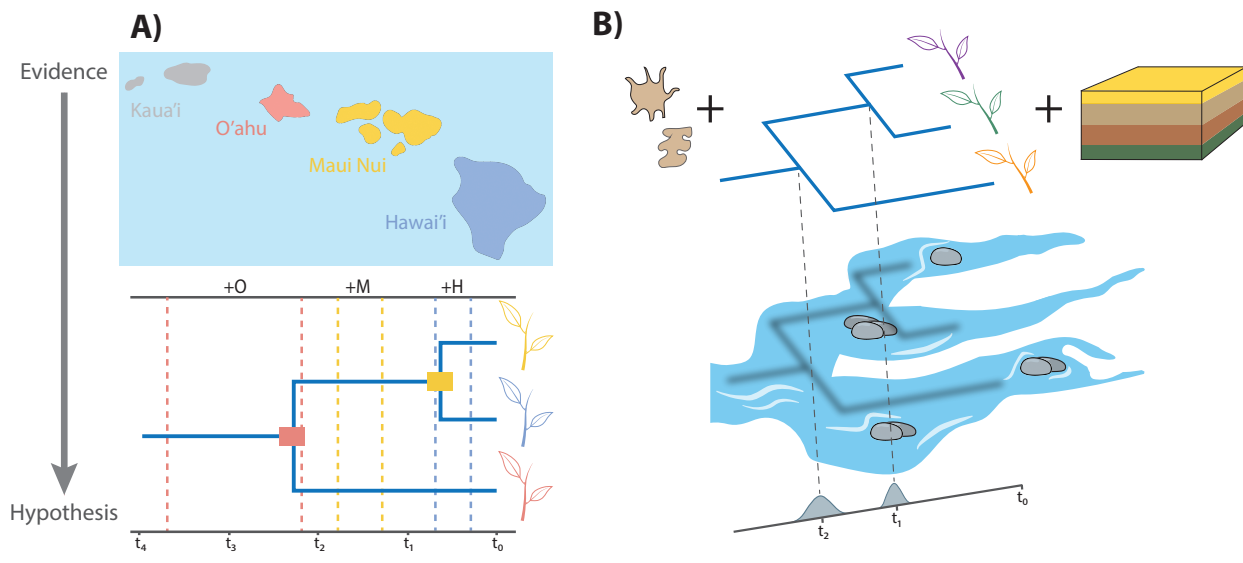 A)
B)
Evidence
Kaua'i
O'ahu
Maui Nui
Hawai'i
+
+
+O +M +H
Hypothesis
t4 t3 t2 t1 t0
t2 t1 t0